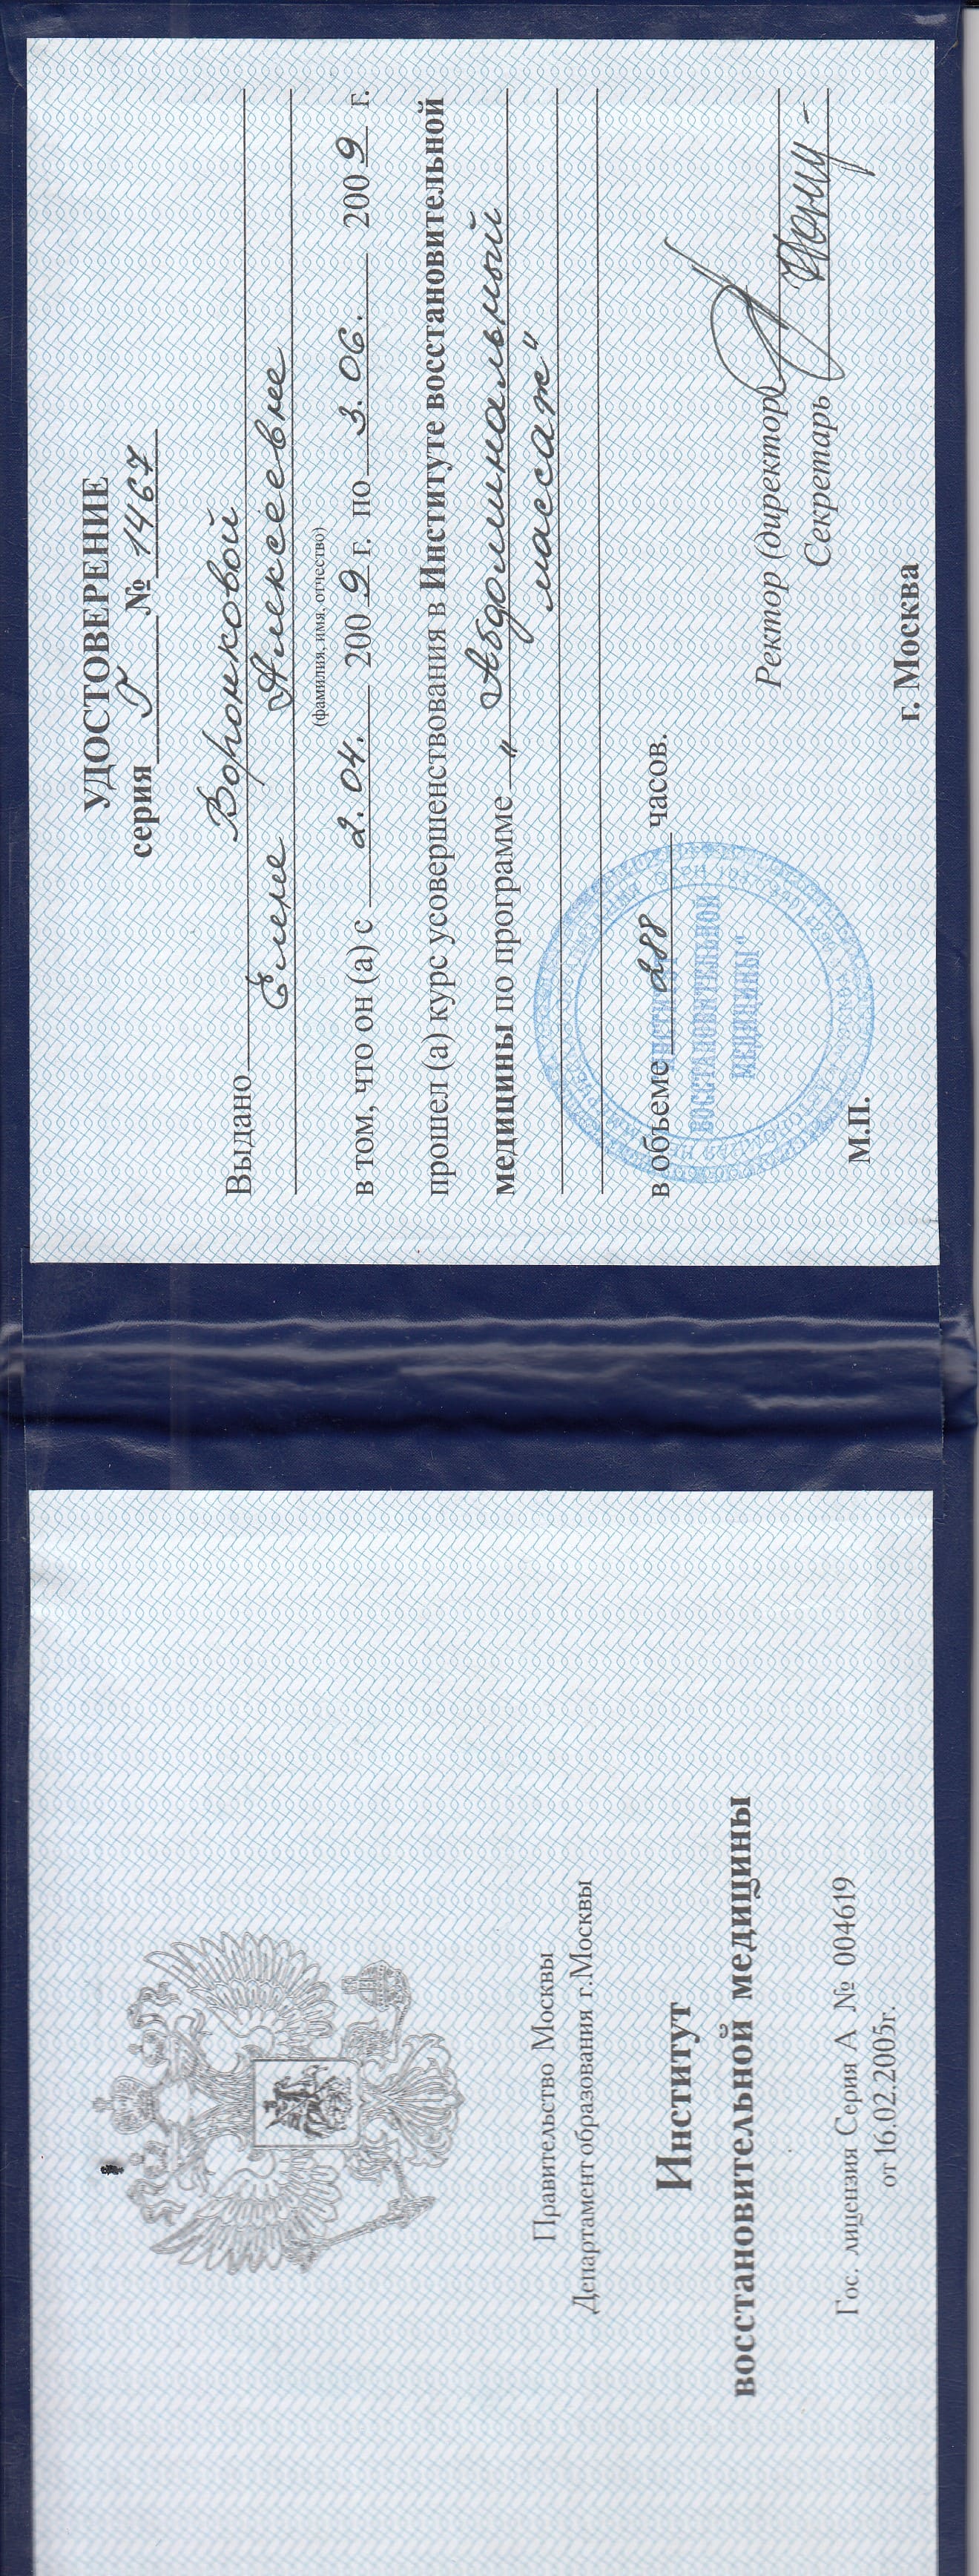 Правительство Москвы
Департамент образования г.Москвы
Институт
восстановительной медицины
Гос. лицензия Серия А № 004619
от 16.02.2005г.
УДОСТОВЕРЕНИЕ
серия Г № 1467
Выдано Воронковой
Елене Алексеевне
(фамилия, имя, отчество)
в том, что он (а) с 2.04. 2009 г. по 3.06. 2009 г.
прошел (а) курс усовершенствования в Институте восстановительной
медицины по программе „Абдоминальный
массаж"
в объеме 288 часов.
ИНСТИТУТ
ВОССТАНОВИТЕЛЬНОЙ
МЕДИЦИНЫ"
МОСКВА
Ректор (директор)
Секретарь
М.П.
г. Москва